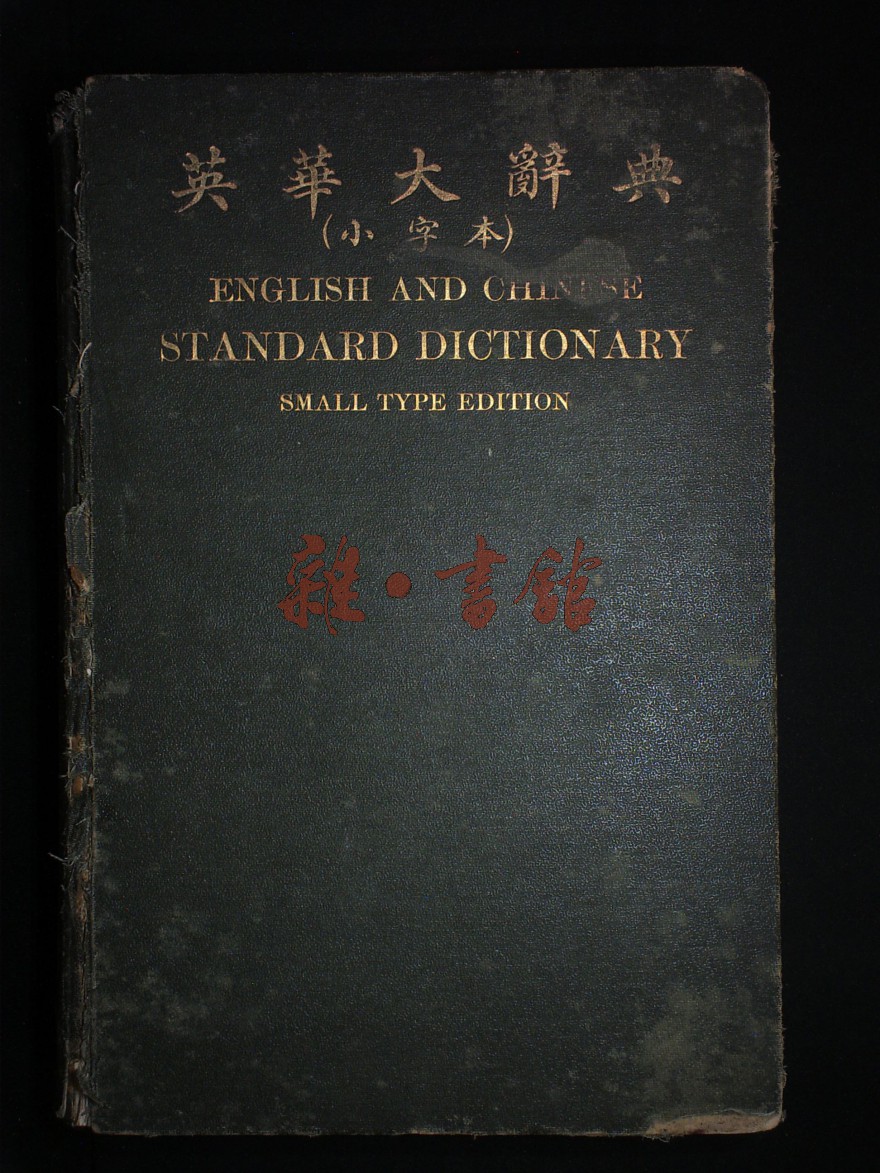 英華大辭典
(小字本)
ENGLISH AND CHINESE
STANDARD DICTIONARY
SMALL TYPE EDITION
雜·書館